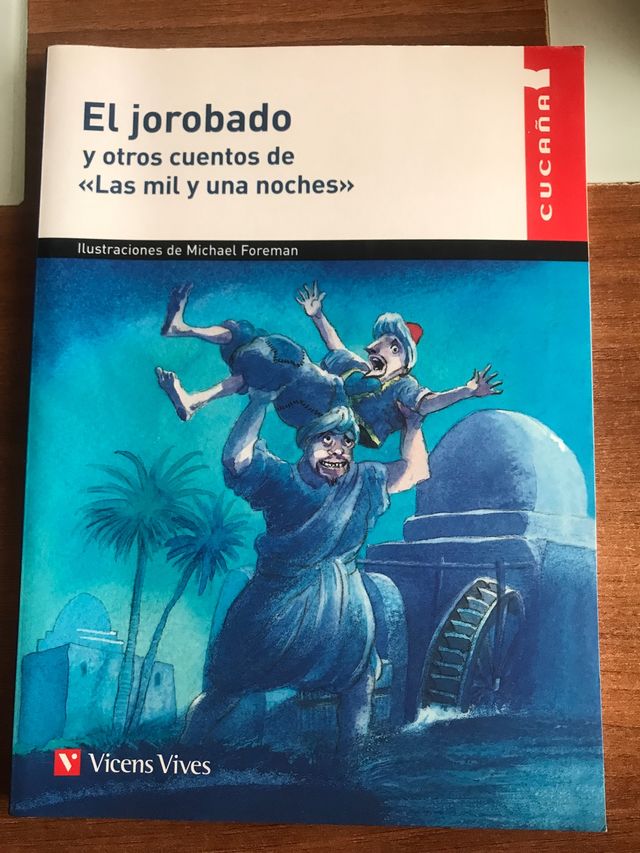 El jorobado
y otros cuentos de
«Las mil y una noches»
CUCAÑA
Ilustraciones de Michael Foreman
V Vicens Vives